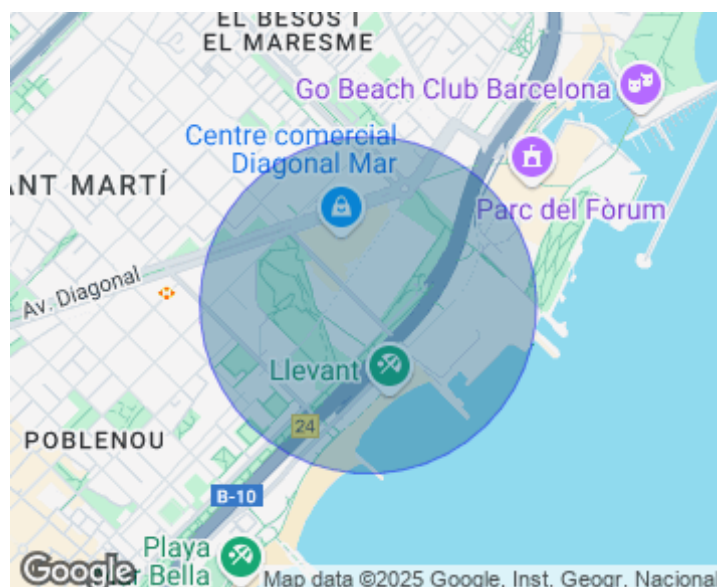 EL BESÒS I
EL MARESME
Go Beach Club Barcelona
Centre comercial
Diagonal Mar
ANT MARTÍ
Parc del Fòrum
Av. Diagonal
Llevant
24
POBLENOU
B-10
Playa
Bella
Google
Map data ©2025 Google, Inst. Geogr. Naciona